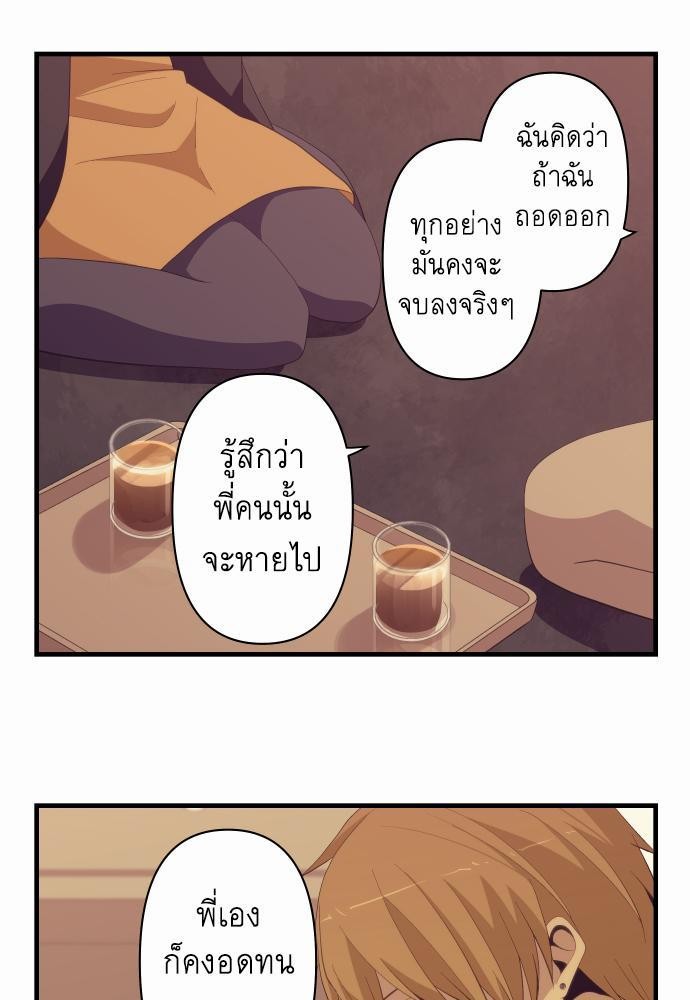 ฉันคิดว่า
ถ้าฉัน
ถอดออก
ทุกอย่าง
มันคงจะ
จบลงจริงๆ
รู้สึกว่า
พี่คนนั้น
จะหายไป
พี่เอง
ก็คงอดทน